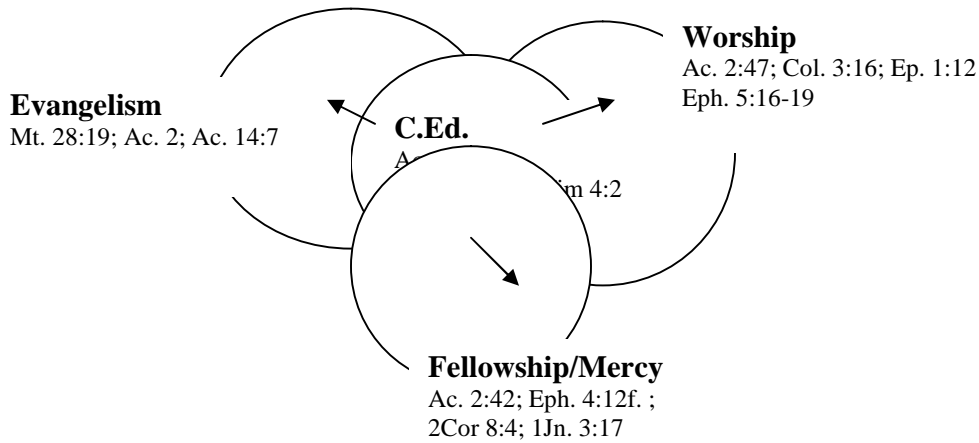 Worship
Ac. 2:47; Col. 3:16; Ep. 1:12
Eph. 5:16-19
Evangelism
Mt. 28:19; Ac. 2; Ac. 14:7
C.Ed.
4:2
Fellowship/Mercy
Ac. 2:42; Eph. 4:12f. ;
2Cor 8:4; 1Jn. 3:17